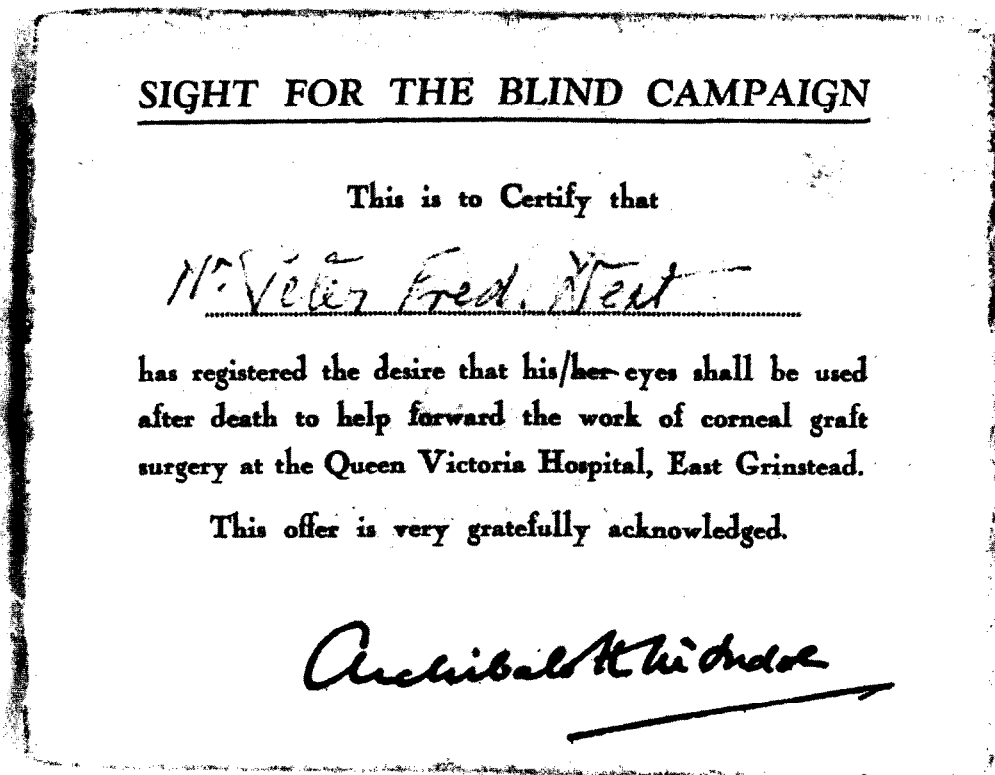 SIGHT FOR THE BLIND CAMPAIGN
This is to Certify that
Mr. Peter Fred. West
has registered the desire that his/her eyes shall be used
after death to help forward the work of corneal graft
surgery at the Queen Victoria Hospital, East Grinstead.
This offer is very gratefully acknowledged.
Archibald H McIndoe